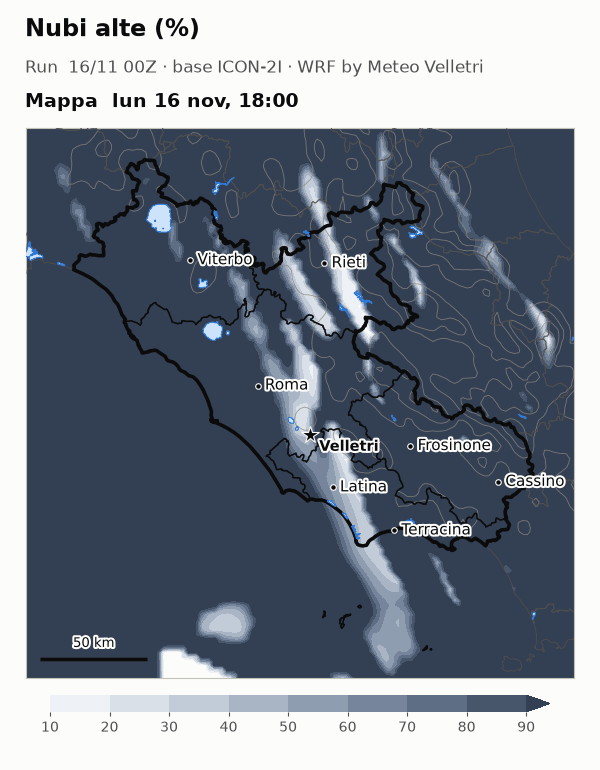 Nubi alte (%)
Run 16/11 00Z · base ICON-2I · WRF by Meteo Velletri
Mappa lun 16 nov, 18:00
Viterbo
Rieti
Roma
Velletri
Frosinone
Cassino
Latina
Terracina
50 km
10 20 30 40 50 60 70 80 90